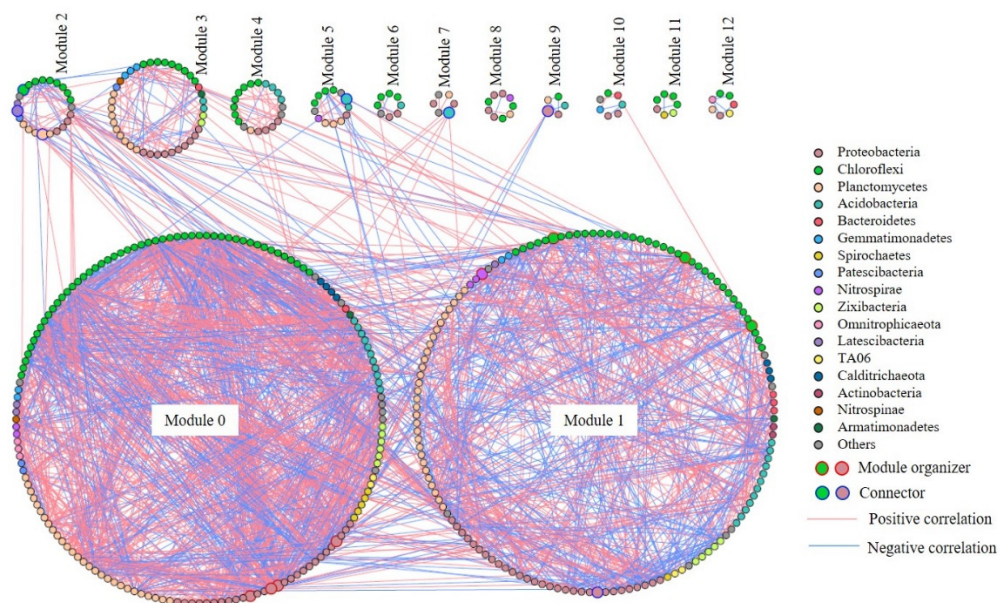 Module 2
Module 3
Module 4
Module 5
Module 6
Module 7
Module 8
Module 9
Module 10
Module 11
Module 12
Proteobacteria
Chloroflexi
Planctomycetes
Acidobacteria
Bacteroidetes
Gemmatimonadetes
Spirochaetes
Patescibacteria
Nitrospirae
Zixibacteria
Omnitrophicaeota
Latescibacteria
TA06
Calditrichaeota
Actinobacteria
Nitrospinae
Armatimonadetes
Others
Module organizer
Connector
Positive correlation
Negative correlation
Module 0
Module 1